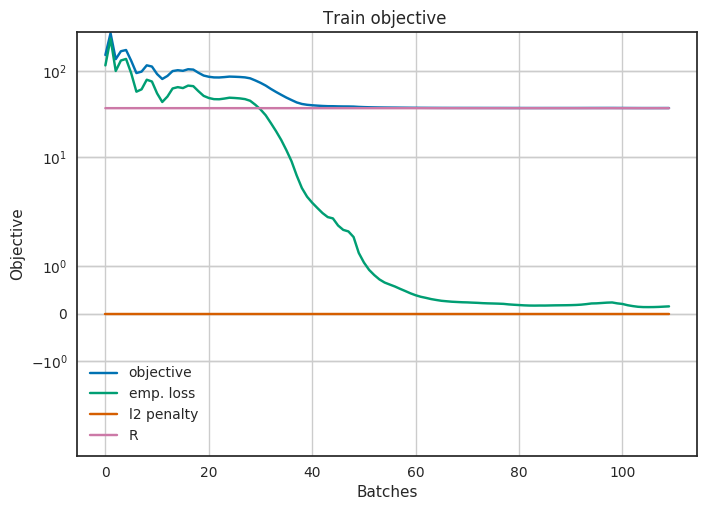 Train objective
Objective
10²
10¹
10⁰
0
−10⁰
objective
emp. loss
l2 penalty
R
0 20 40 60 80 100
Batches